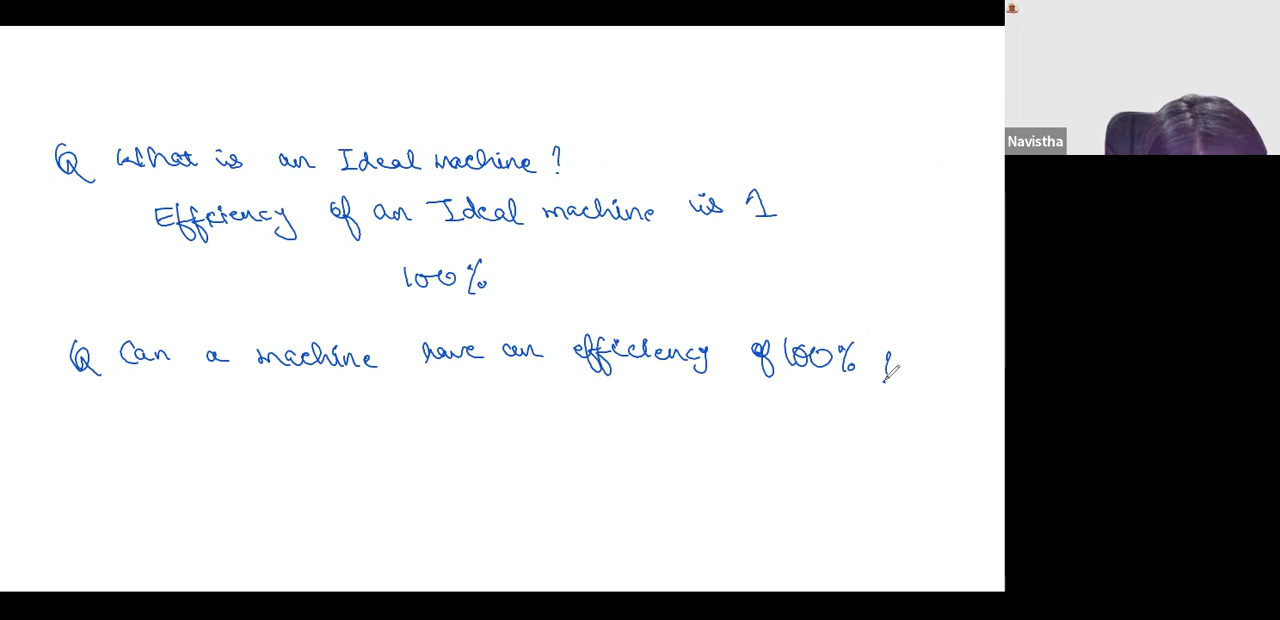 Q What is an Ideal machine ?
Efficiency of an Ideal machine is 1
100%
Q Can a machine have an efficiency of 100% ?
Navistha